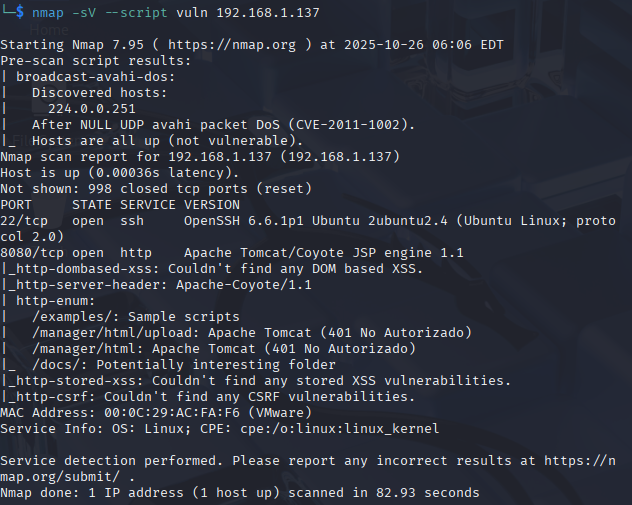 └─$ nmap -sV --script vuln 192.168.1.137
Starting Nmap 7.95 ( https://nmap.org ) at 2025-10-26 06:06 EDT
Pre-scan script results:
| broadcast-avahi-dos:
|   Discovered hosts:
|     224.0.0.251
|   After NULL UDP avahi packet DoS (CVE-2011-1002).
|_  Hosts are all up (not vulnerable).
Nmap scan report for 192.168.1.137 (192.168.1.137)
Host is up (0.00036s latency).
Not shown: 998 closed tcp ports (reset)
PORT     STATE SERVICE VERSION
22/tcp   open  ssh     OpenSSH 6.6.1p1 Ubuntu 2ubuntu2.4 (Ubuntu Linux; proto
col 2.0)
8080/tcp open  http    Apache Tomcat/Coyote JSP engine 1.1
|_http-dombased-xss: Couldn't find any DOM based XSS.
|_http-server-header: Apache-Coyote/1.1
| http-enum:
|   /examples/: Sample scripts
|   /manager/html/upload: Apache Tomcat (401 No Autorizado)
|   /manager/html: Apache Tomcat (401 No Autorizado)
|_  /docs/: Potentially interesting folder
|_http-stored-xss: Couldn't find any stored XSS vulnerabilities.
|_http-csrf: Couldn't find any CSRF vulnerabilities.
MAC Address: 00:0C:29:AC:FA:F6 (VMware)
Service Info: OS: Linux; CPE: cpe:/o:linux:linux_kernel
Service detection performed. Please report any incorrect results at https://n
map.org/submit/ .
Nmap done: 1 IP address (1 host up) scanned in 82.93 seconds